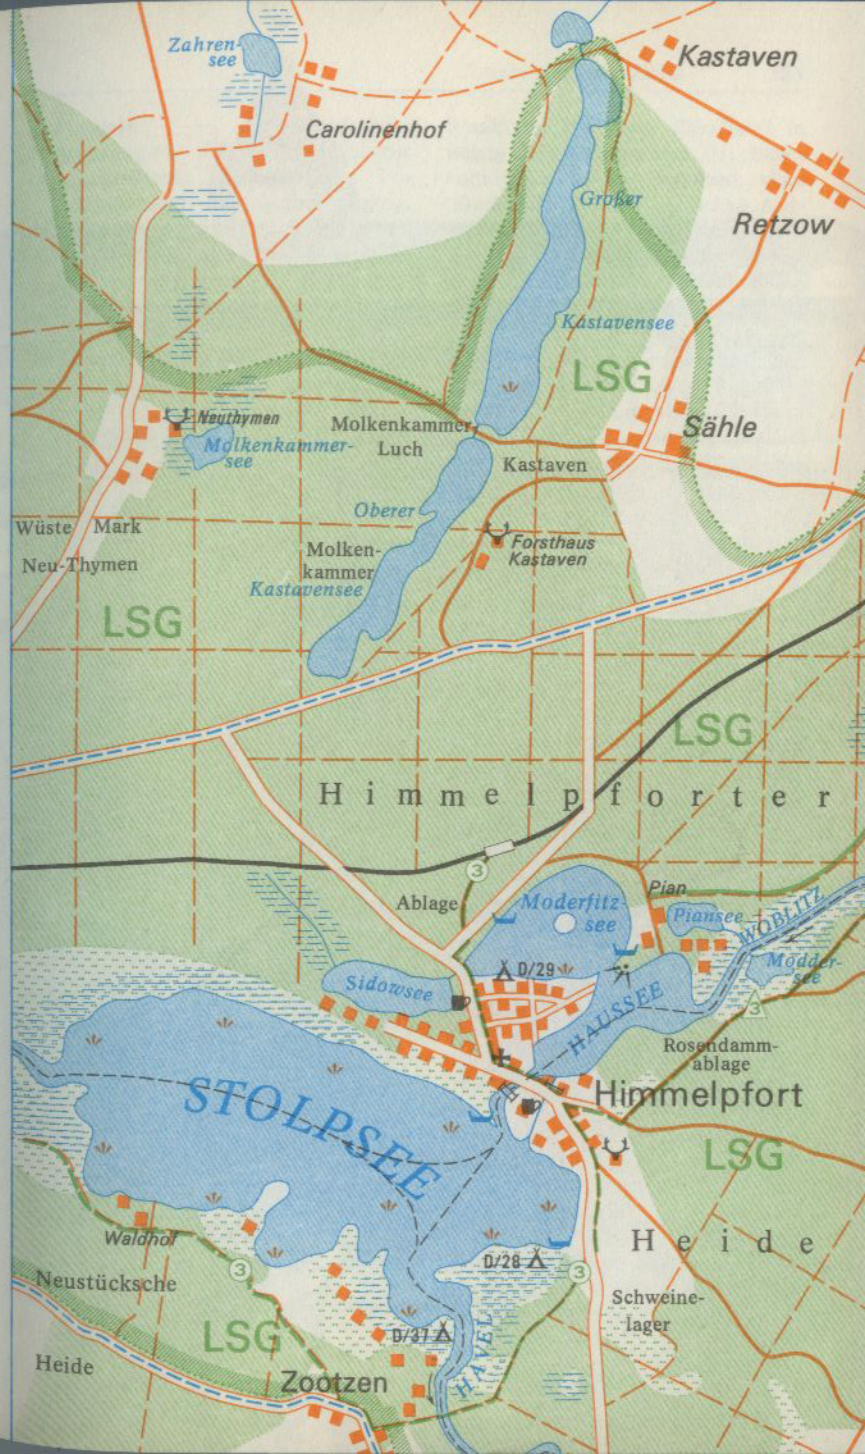 Zahren-
see
Kastaven
Carolinenhof
Großer
Retzow
Kastavensee
LSG
Neuthymen
Molkenkammer-
see
Molkenkammer-
Luch
Sähle
Kastaven
Oberer
Wüste Mark
Neu-Thymen
Molken-
kammer
Forsthaus
Kastaven
Kastavensee
LSG
LSG
Himmelpforter
3
Ablage
Moderfitz-
see
Pian
Piansee
WOBLITZ
D/29
Modder-
see
Sidowsee
HAUSSEE
3
Rosendamm-
ablage
STOLPSEE
Himmelpfort
LSG
Waldhof
Heide
3
D/28
3
Neustücksche
Schweine-
lager
LSG
D/37
HAVEL
Heide
Zootzen